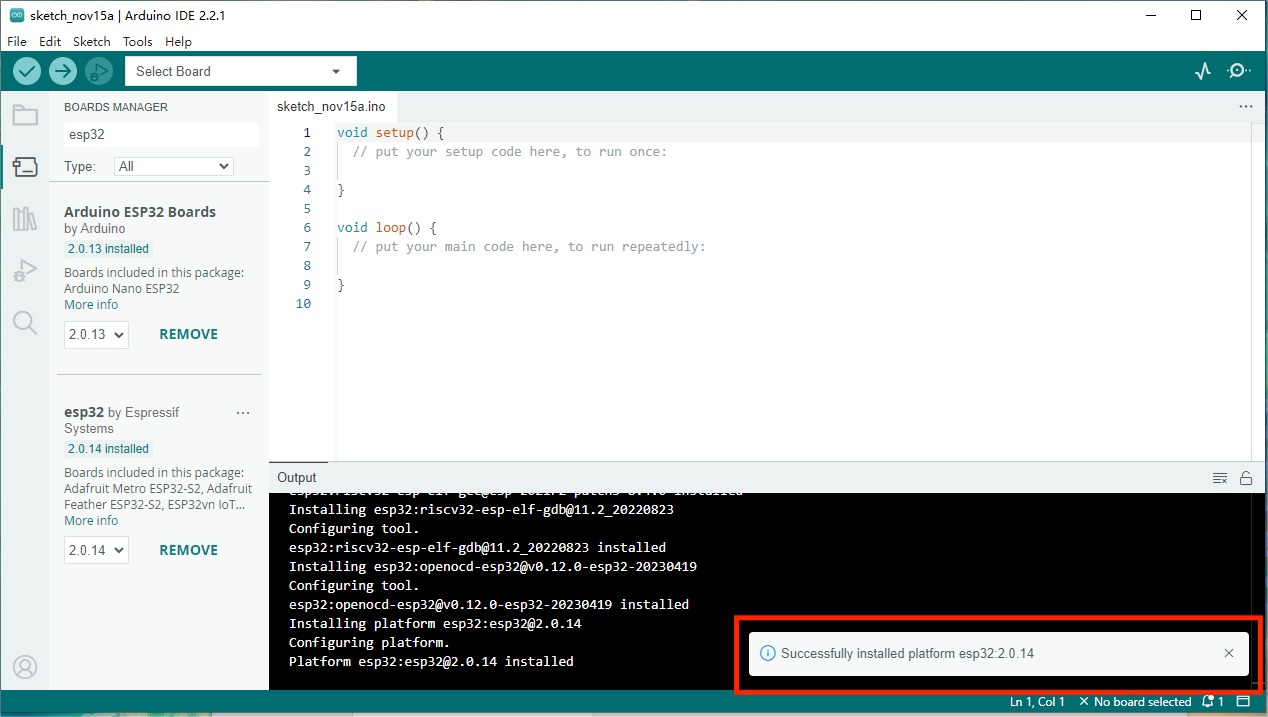 sketch_nov15a | Arduino IDE 2.2.1
File Edit Sketch Tools Help
Select Board
BOARDS MANAGER
esp32
Type: All
Arduino ESP32 Boards
by Arduino
2.0.13 installed
Boards included in this package:
Arduino Nano ESP32
More info
2.0.13 REMOVE
esp32 by Espressif
Systems
2.0.14 installed
Boards included in this package:
Adafruit Metro ESP32-S2, Adafruit
Feather ESP32-S2, ESP32vn IoT...
More info
2.0.14 REMOVE
sketch_nov15a.ino
1 void setup() {
2 // put your setup code here, to run once:
3
4 }
5
6 void loop() {
7 // put your main code here, to run repeatedly:
8
9 }
10
Output
Installing esp32:riscv32-esp-elf-gdb@11.2_20220823
Configuring tool.
esp32:riscv32-esp-elf-gdb@11.2_20220823 installed
Installing esp32:openocd-esp32@v0.12.0-esp32-20230419
Configuring tool.
esp32:openocd-esp32@v0.12.0-esp32-20230419 installed
Installing platform esp32:esp32@2.0.14
Configuring platform.
Platform esp32:esp32@2.0.14 installed
Successfully installed platform esp32:2.0.14
Ln 1, Col 1 No board selected 1